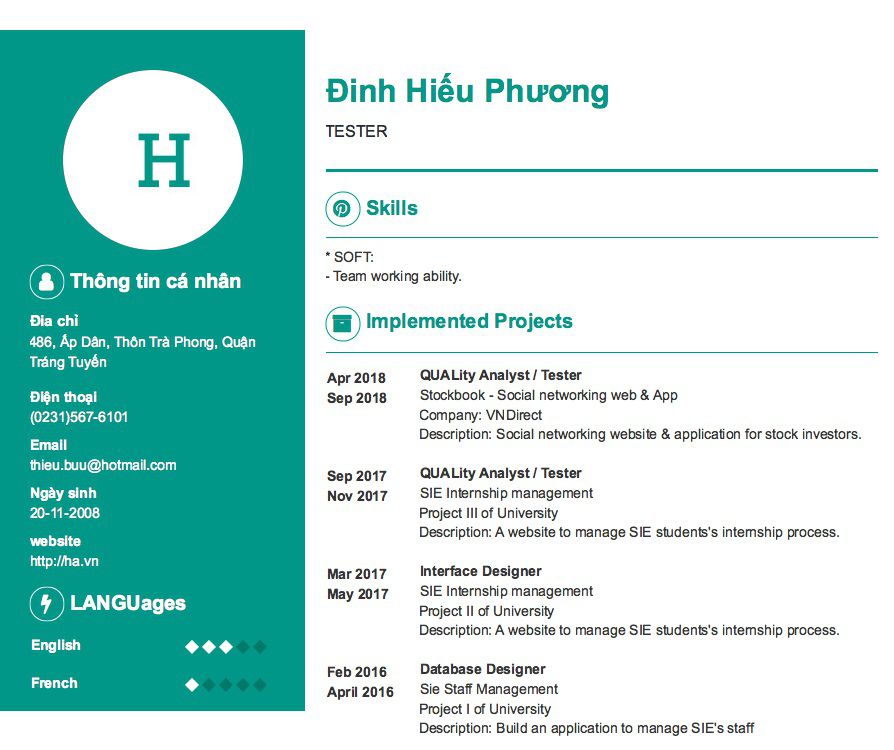 H
Thông tin cá nhân
Địa chỉ
486, Ấp Dân, Thôn Trà Phong, Quận
Tráng Tuyến
Điện thoại
(0231)567-6101
Email
thieu.buu@hotmail.com
Ngày sinh
20-11-2008
website
http://ha.vn
LANGUages
English
French
Đinh Hiếu Phương
TESTER
Skills
* SOFT:
- Team working ability.
Implemented Projects
Apr 2018
Sep 2018
QUALity Analyst / Tester
Stockbook - Social networking web & App
Company: VNDirect
Description: Social networking website & application for stock investors.
Sep 2017
Nov 2017
QUALity Analyst / Tester
SIE Internship management
Project III of University
Description: A website to manage SIE students's internship process.
Mar 2017
May 2017
Interface Designer
SIE Internship management
Project II of University
Description: A website to manage SIE students's internship process.
Feb 2016
April 2016
Database Designer
Sie Staff Management
Project I of University
Description: Build an application to manage SIE's staff